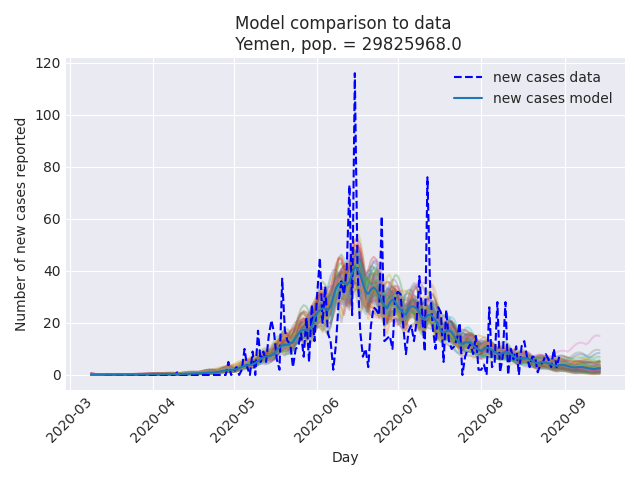 Model comparison to data
Yemen, pop. = 29825968.0
new cases data
new cases model
Number of new cases reported
120
100
80
60
40
20
0
2020-03
2020-04
2020-05
2020-06
2020-07
2020-08
2020-09
Day